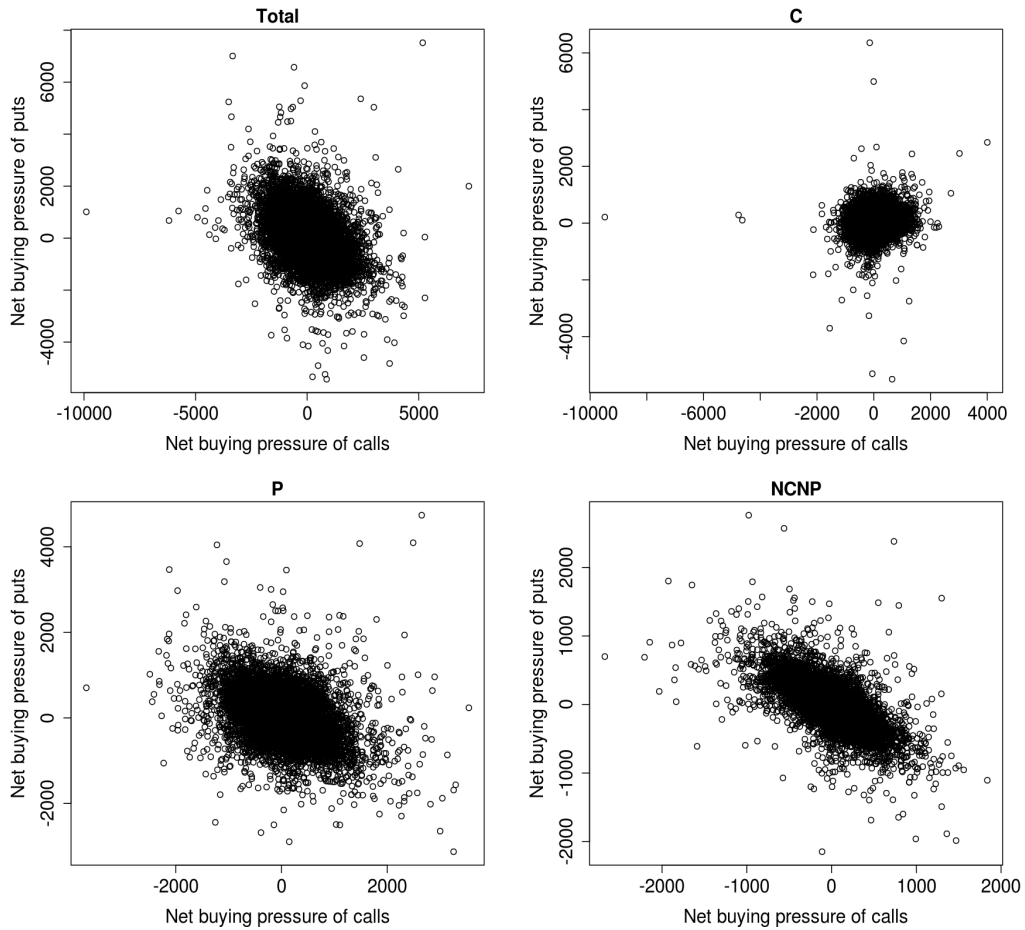 Total
Net buying pressure of puts
6000
2000
0
-4000
-10000 -5000 0 5000
Net buying pressure of calls
C
Net buying pressure of puts
6000
2000
0
-4000
-10000 -6000 -2000 0 2000 4000
Net buying pressure of calls
P
Net buying pressure of puts
4000
2000
0
-2000
-2000 0 2000
Net buying pressure of calls
NCNP
Net buying pressure of puts
2000
1000
0
-1000
-2000
-2000 -1000 0 1000 2000
Net buying pressure of calls